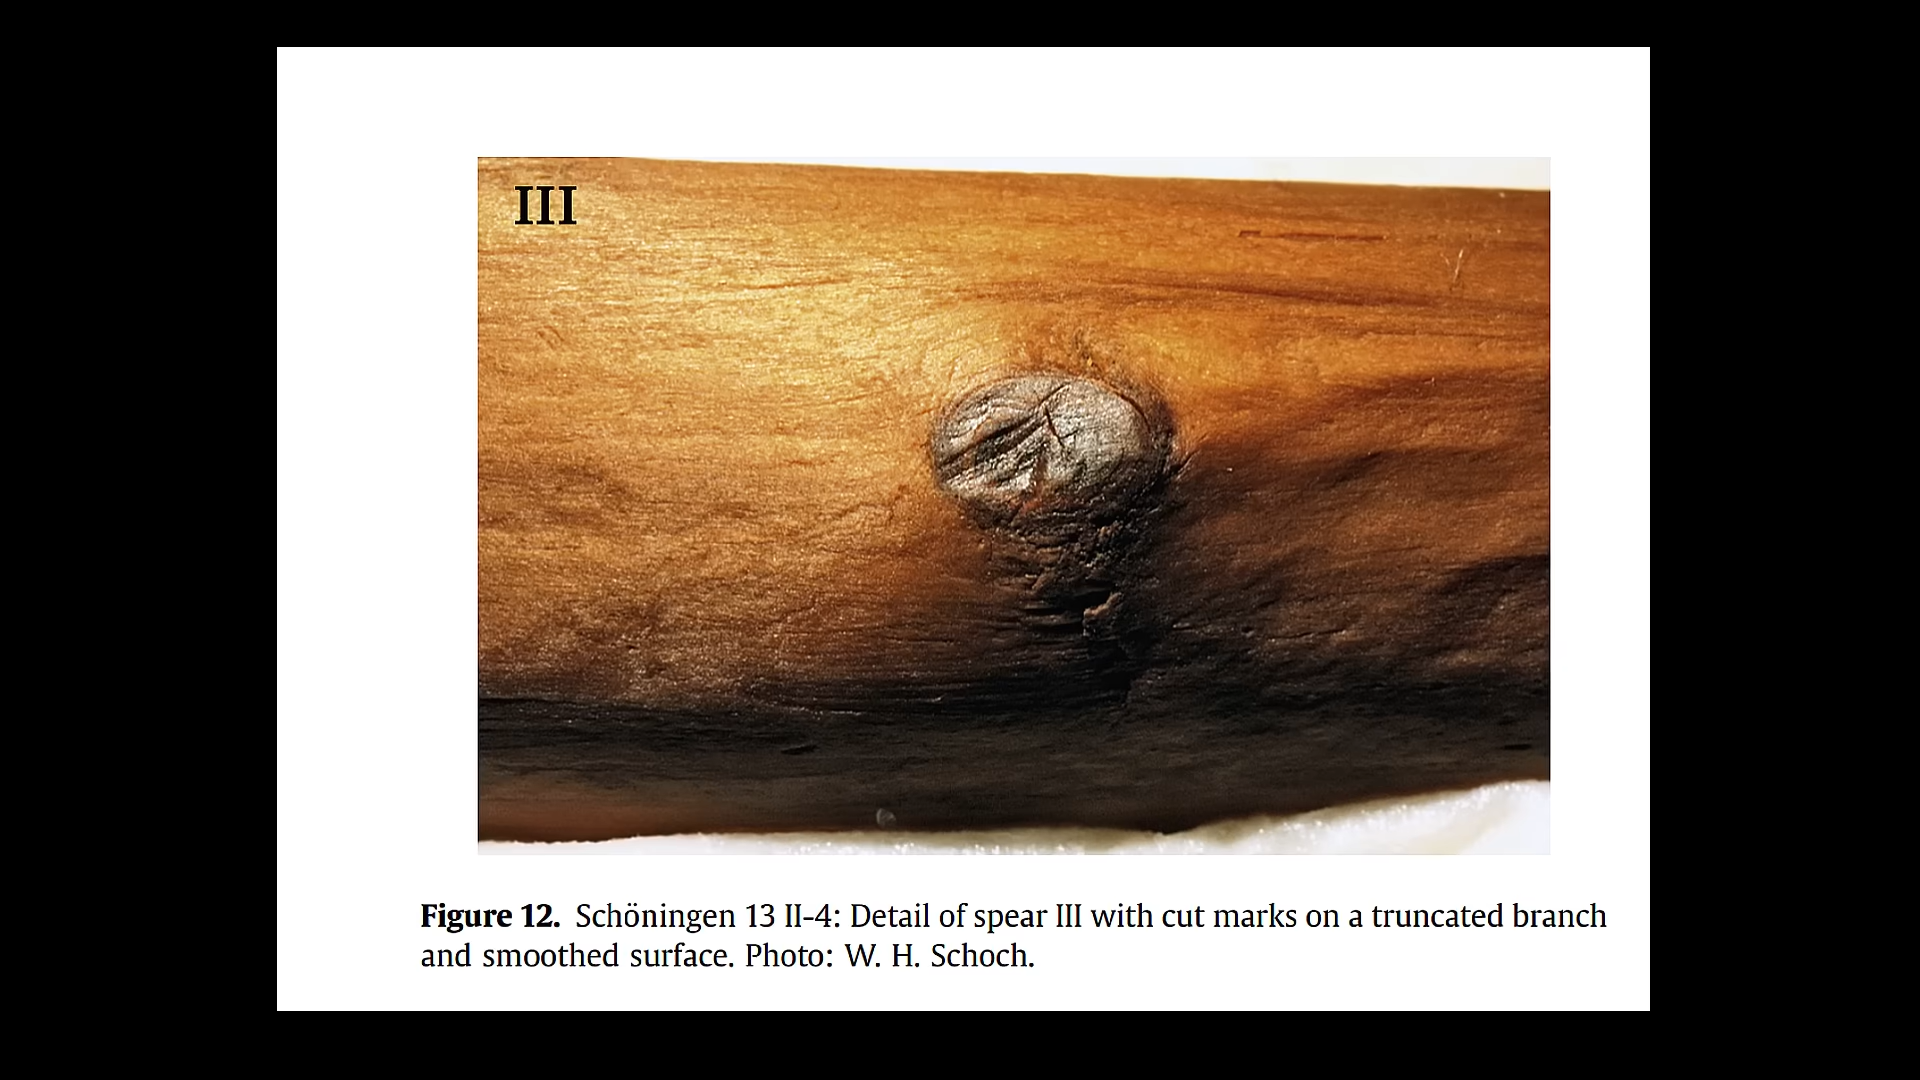 III
Figure 12. Schöningen 13 II-4: Detail of spear III with cut marks on a truncated branch
and smoothed surface. Photo: W. H. Schoch.